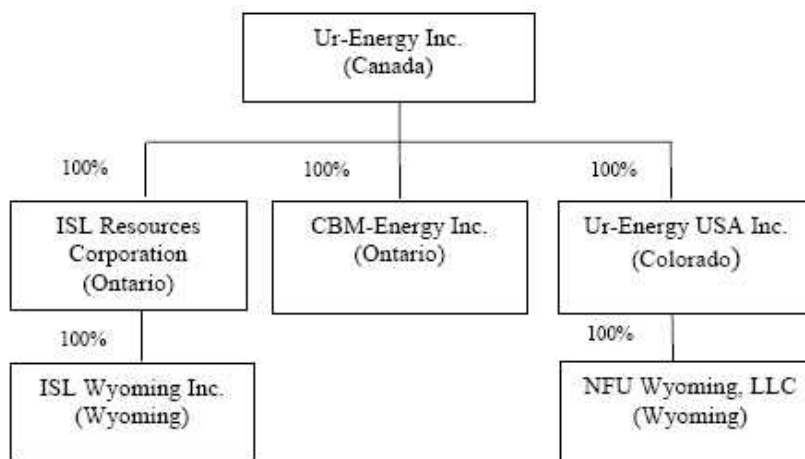 Ur-Energy Inc.
(Canada)
100%
100%
100%
ISL Resources
Corporation
(Ontario)
CBM-Energy Inc.
(Ontario)
Ur-Energy USA Inc.
(Colorado)
100%
100%
ISL Wyoming Inc.
(Wyoming)
NFU Wyoming, LLC
(Wyoming)